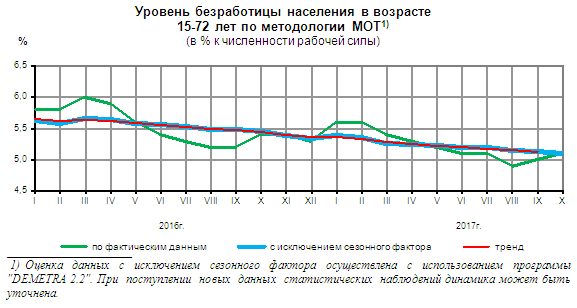 Уровень безработицы населения в возрасте
15-72 лет по методологии МОТ1)
(в % к численности рабочей силы)
%
6,5
6,0
5,5
5,0
4,5
I II III IV V VI VII VIII IX X XI XII I II III IV V VI VII VIII IX X
2016г. 2017г.
по фактическим данным с исключением сезонного фактора тренд
1) Оценка данных с исключением сезонного фактора осуществлена с использованием программы
"DEMETRA 2.2". При поступлении новых данных статистических наблюдений динамика может быть
уточнена.